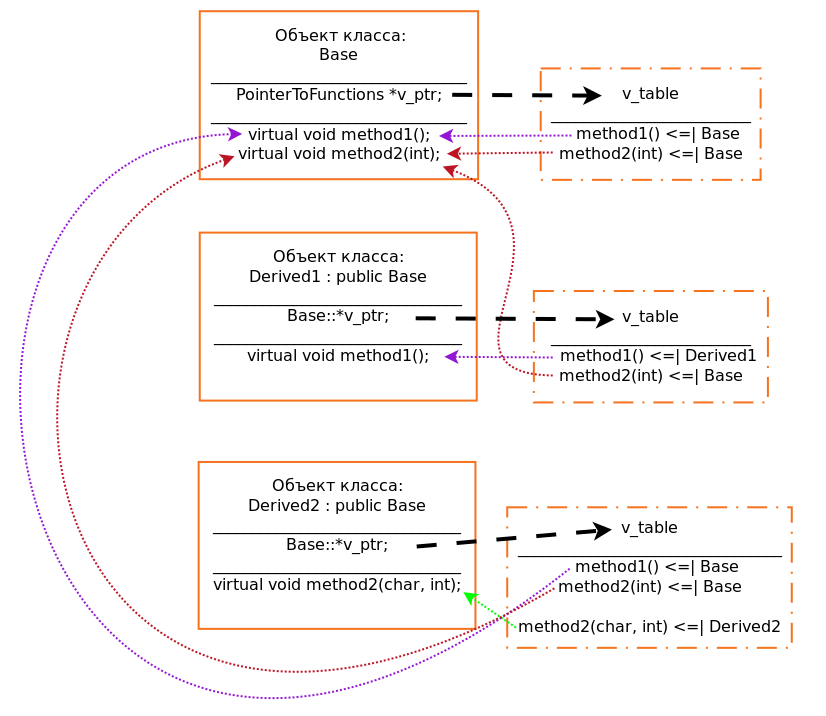 Объект класса:
Base
PointerToFunctions *v_ptr;
virtual void method1();
virtual void method2(int);
v_table
method1() <=| Base
method2(int) <=| Base
Объект класса:
Derived1 : public Base
Base::*v_ptr;
virtual void method1();
v_table
method1() <=| Derived1
method2(int) <=| Base
Объект класса:
Derived2 : public Base
Base::*v_ptr;
virtual void method2(char, int);
v_table
method1() <=| Base
method2(int) <=| Base
method2(char, int) <=| Derived2